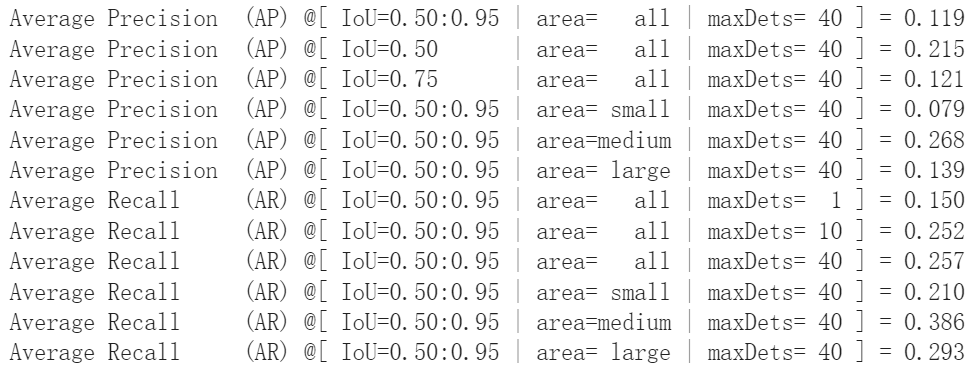 Average Precision  (AP) @[ IoU=0.50:0.95 | area=   all | maxDets= 40 ] = 0.119
Average Precision  (AP) @[ IoU=0.50      | area=   all | maxDets= 40 ] = 0.215
Average Precision  (AP) @[ IoU=0.75      | area=   all | maxDets= 40 ] = 0.121
Average Precision  (AP) @[ IoU=0.50:0.95 | area= small | maxDets= 40 ] = 0.079
Average Precision  (AP) @[ IoU=0.50:0.95 | area=medium | maxDets= 40 ] = 0.268
Average Precision  (AP) @[ IoU=0.50:0.95 | area= large | maxDets= 40 ] = 0.139
Average Recall     (AR) @[ IoU=0.50:0.95 | area=   all | maxDets=  1 ] = 0.150
Average Recall     (AR) @[ IoU=0.50:0.95 | area=   all | maxDets= 10 ] = 0.252
Average Recall     (AR) @[ IoU=0.50:0.95 | area=   all | maxDets= 40 ] = 0.257
Average Recall     (AR) @[ IoU=0.50:0.95 | area= small | maxDets= 40 ] = 0.210
Average Recall     (AR) @[ IoU=0.50:0.95 | area=medium | maxDets= 40 ] = 0.386
Average Recall     (AR) @[ IoU=0.50:0.95 | area= large | maxDets= 40 ] = 0.293